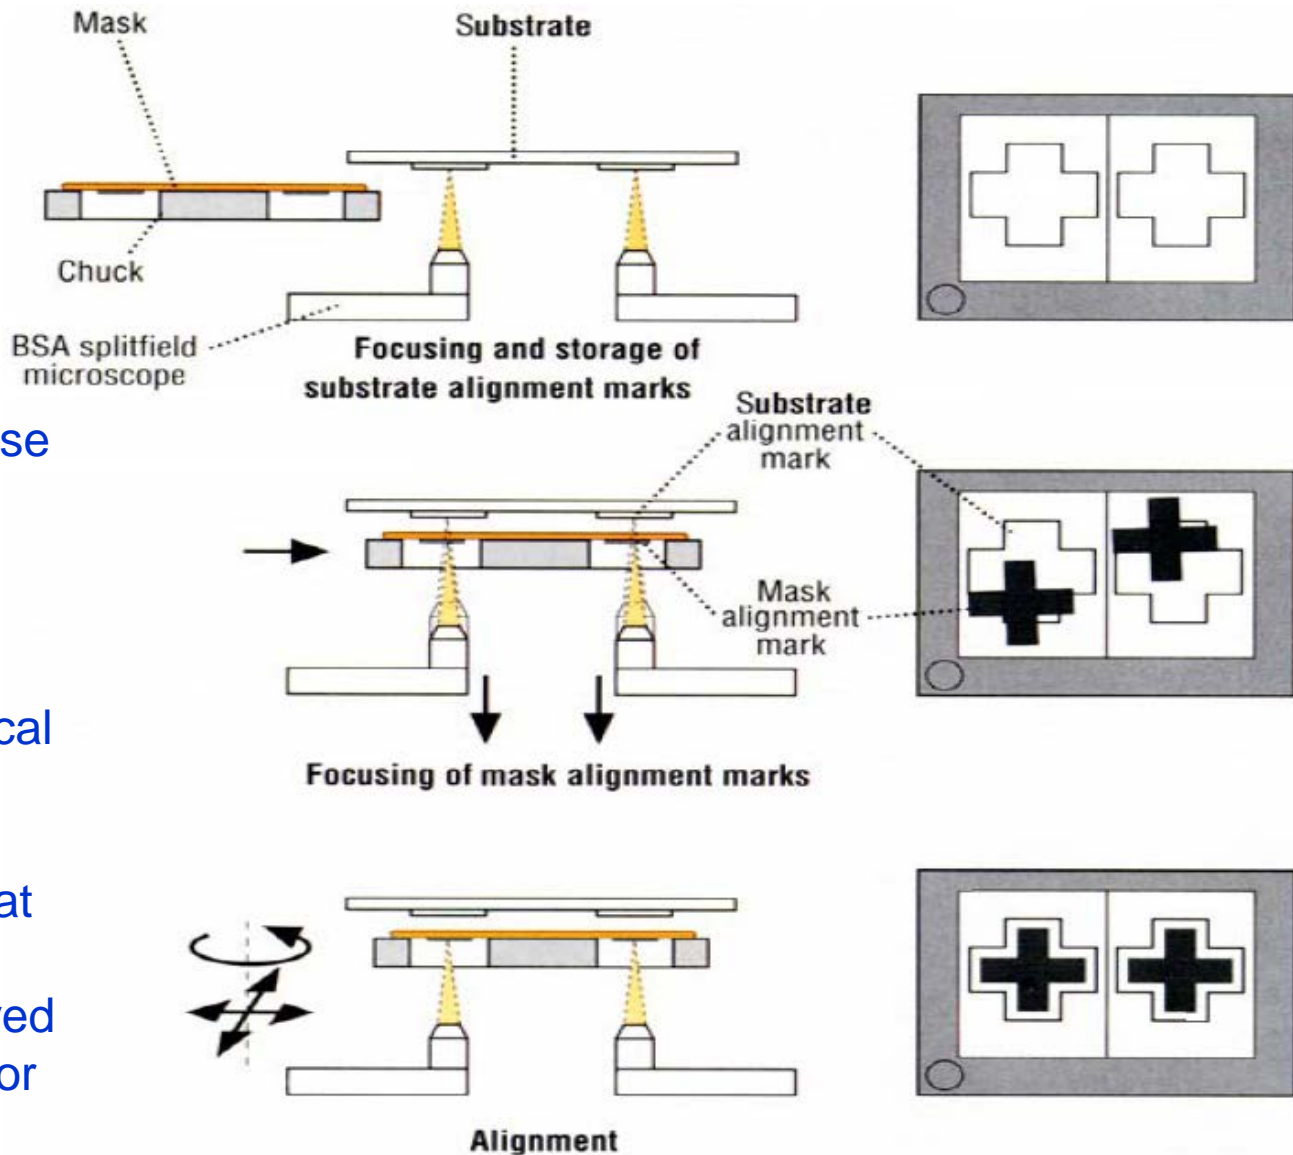 Mask
Substrate
Chuck
BSA splitfield
microscope
Focusing and storage of
substrate alignment marks
se
Substrate
alignment
mark
Mask
alignment
mark
cal
Focusing of mask alignment marks
at
ed
or
Alignment